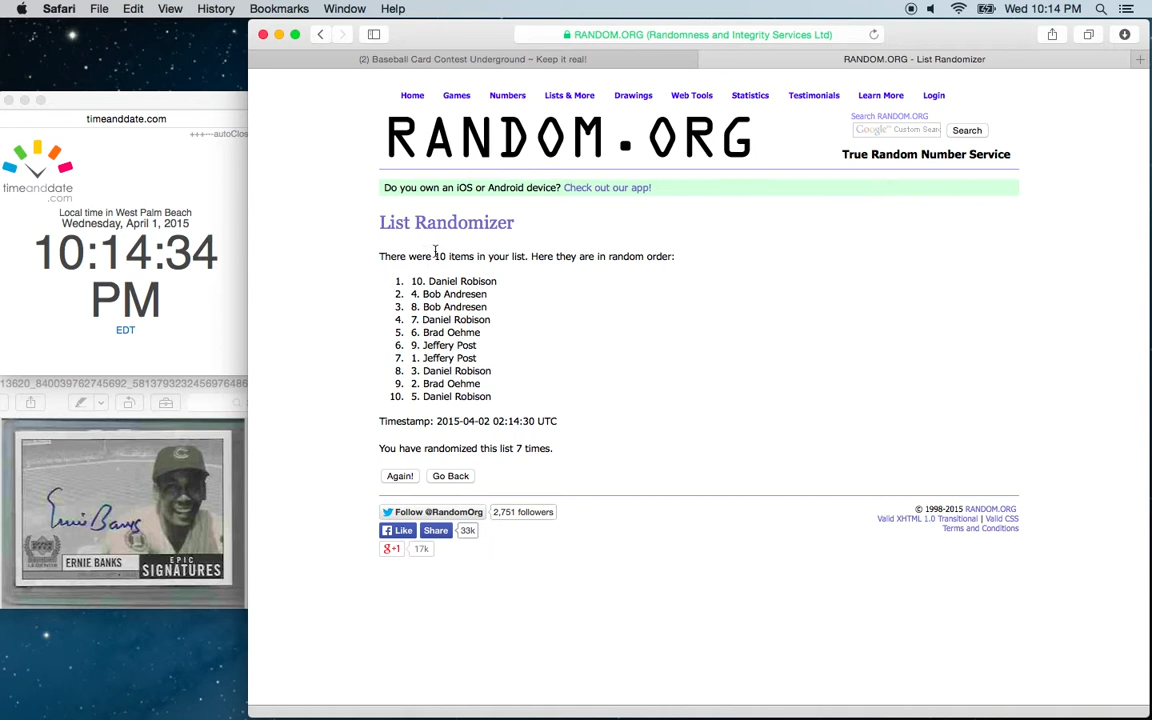 Safari File Edit View History Bookmarks Window Help Wed 10:14 PM
RANDOM.ORG (Randomness and Integrity Services Ltd)
(2) Baseball Card Contest Underground – Keep it real! RANDOM.ORG - List Randomizer
timeanddate.com
+++---autoClos
timeanddate
.com
Local time in West Palm Beach
Wednesday, April 1, 2015
10:14:34
PM
EDT
13620_840039762745692_5813793232456976486
Ernie Banks
ERNIE BANKS
EPIC
SIGNATURES
Home Games Numbers Lists & More Drawings Web Tools Statistics Testimonials Learn More Login
RANDOM.ORG
Search RANDOM.ORG
Google™ Custom Sear Search
True Random Number Service
Do you own an iOS or Android device? Check out our app!
List Randomizer
There were 10 items in your list. Here they are in random order:
1. 10. Daniel Robison
2. 4. Bob Andresen
3. 8. Bob Andresen
4. 7. Daniel Robison
5. 6. Brad Oehme
6. 9. Jeffery Post
7. 1. Jeffery Post
8. 3. Daniel Robison
9. 2. Brad Oehme
10. 5. Daniel Robison
Timestamp: 2015-04-02 02:14:30 UTC
You have randomized this list 7 times.
Again! Go Back
Follow @RandomOrg 2,751 followers
Like Share 33k
g+1 17k
© 1998-2015 RANDOM.ORG
Valid XHTML 1.0 Transitional | Valid CSS
Terms and Conditions